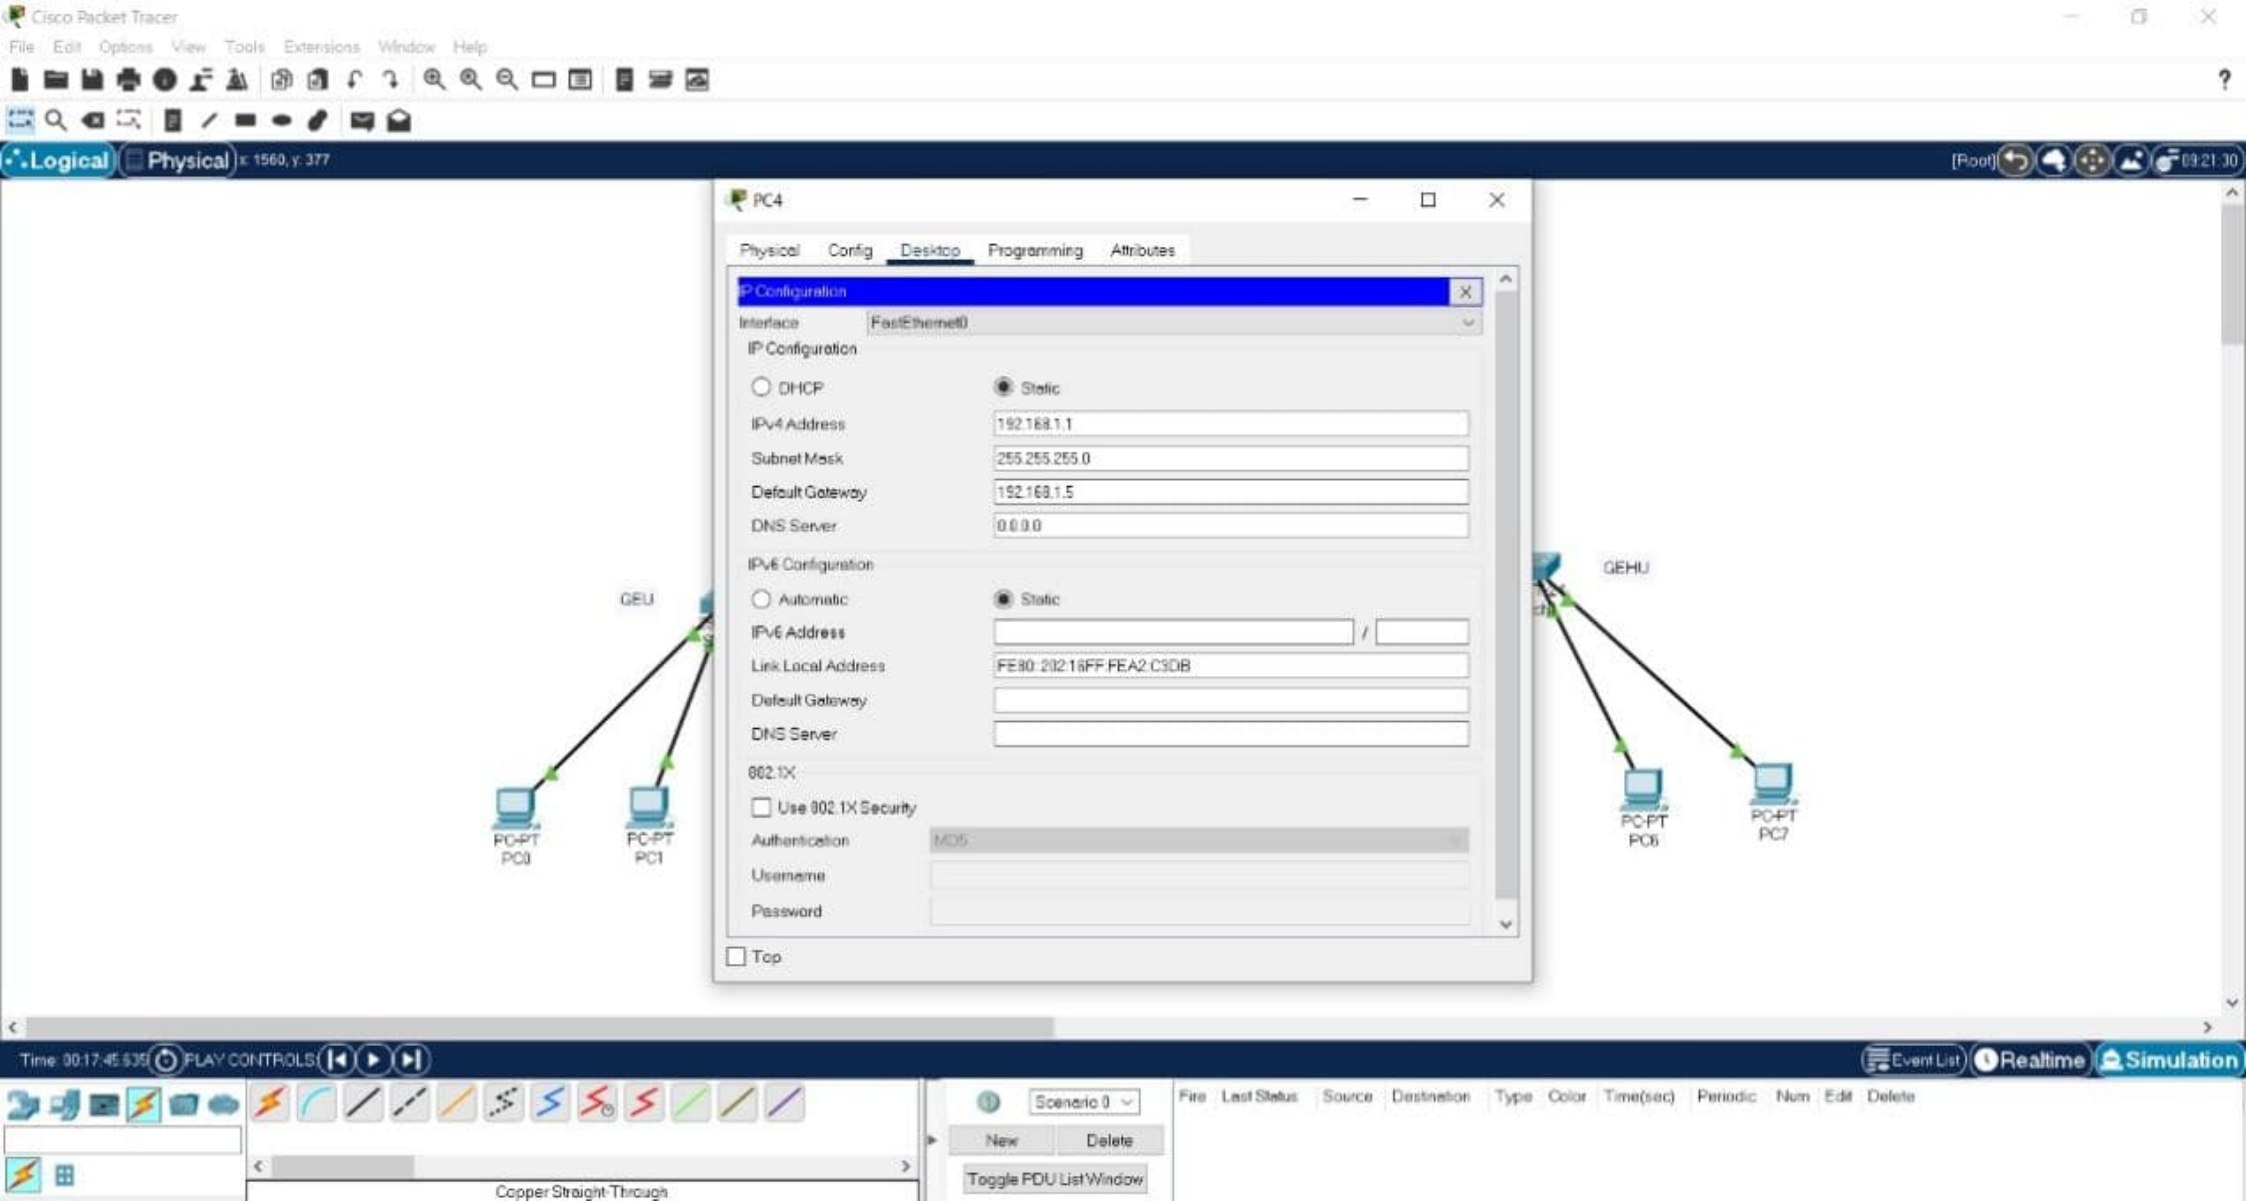 Cisco Packet Tracer
File Edit Options View Tools Extensions Window Help
?
Logical Physical x: 1560, y: 377 [Root] 09:21:30
PC4
Physical Config Desktop Programming Attributes
IP Configuration X
Interface FastEthernet0
IP Configuration
DHCP Static
IPv4 Address 192.168.1.1
Subnet Mask 255.255.255.0
Default Gateway 192.168.1.5
DNS Server 0.0.0.0
IPv6 Configuration
Automatic Static
IPv6 Address /
Link Local Address FE80::202:16FF:FEA2:C3DB
Default Gateway
DNS Server
802.1X
Use 802.1X Security
Authentication MD5
Username
Password
Top
GEU
GEHU
PC-PT
PC0
PC-PT
PC1
PC-PT
PC6
PC-PT
PC7
Time: 00:17:45.635 PLAY CONTROLS: Event List Realtime Simulation
Scenario 0
New Delete
Toggle PDU List Window
Fire Last Status Source Destination Type Color Time(sec) Periodic Num Edit Delete
Copper Straight-Through